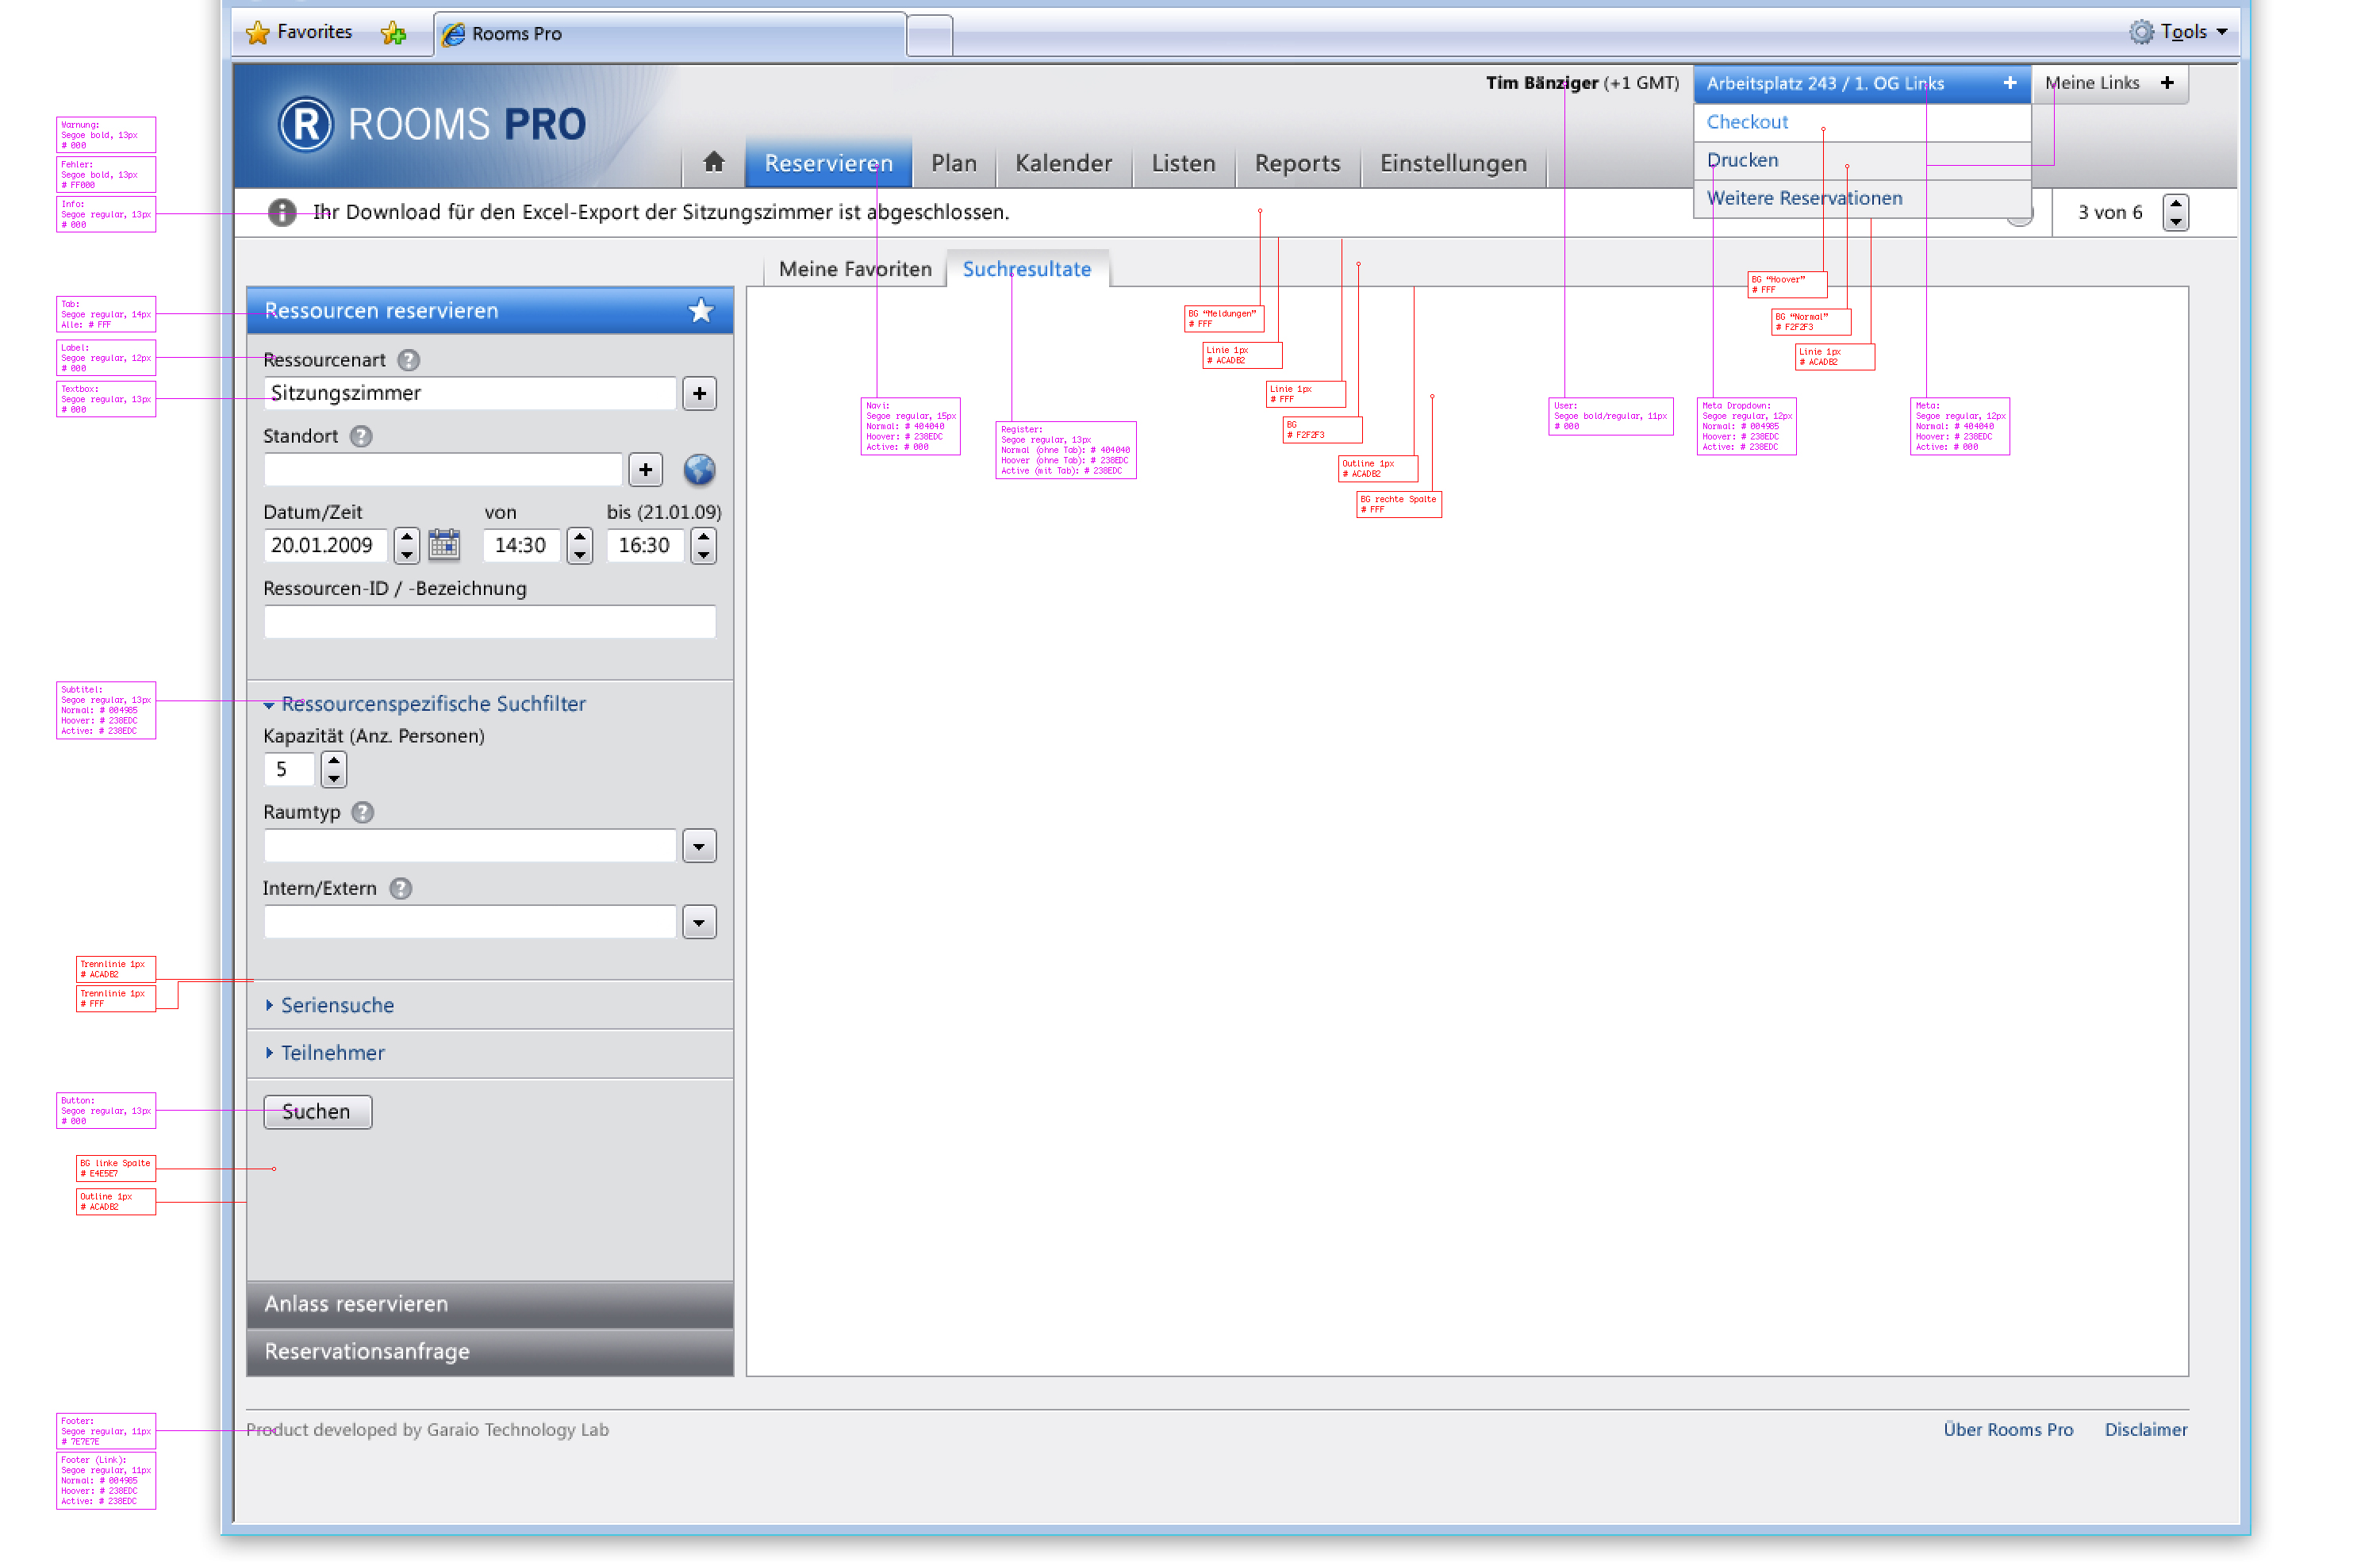 Favorites
Rooms Pro
Tools
R ROOMS PRO
Tim Bänziger (+1 GMT)
Arbeitsplatz 243 / 1. OG Links +
Meine Links +
Checkout
Drucken
Weitere Reservationen
Reservieren
Plan
Kalender
Listen
Reports
Einstellungen
Ihr Download für den Excel-Export der Sitzungszimmer ist abgeschlossen.
3 von 6
Meine Favoriten
Suchresultate
Ressourcen reservieren
Ressourcenart ?
Sitzungszimmer
Standort ?
Datum/Zeit
von
bis (21.01.09)
20.01.2009
14:30
16:30
Ressourcen-ID / -Bezeichnung
Ressourcenspezifische Suchfilter
Kapazität (Anz. Personen)
5
Raumtyp ?
Intern/Extern ?
Seriensuche
Teilnehmer
Suchen
Anlass reservieren
Reservationsanfrage
Product developed by Garaio Technology Lab
Über Rooms Pro
Disclaimer
Warnung:
Segoe bold, 13px
# 000
Fehler:
Segoe bold, 13px
# FF000
Info:
Segoe regular, 13px
# 000
Tab:
Segoe regular, 14px
Alle: # FFF
Label:
Segoe regular, 12px
# 000
Textbox:
Segoe regular, 13px
# 000
Subtitel:
Segoe regular, 13px
Normal: # 004985
Hoover: # 238EDC
Active: # 238EDC
Trennlinie 1px
# ACADB2
Trennlinie 1px
# FFF
Button:
Segoe regular, 13px
# 000
BG linke Spalte
# E4E5E7
Outline 1px
# ACADB2
Footer:
Segoe regular, 11px
# 7E7E7E
Footer (Link):
Segoe regular, 11px
Normal: # 004985
Hoover: # 238EDC
Active: # 238EDC
Navi:
Segoe regular, 15px
Normal: # 404040
Hoover: # 238EDC
Active: # 000
Register:
Segoe regular, 13px
Normal (ohne Tab): # 404040
Hoover (ohne Tab): # 238EDC
Active (mit Tab): # 238EDC
BG “Meldungen”
# FFF
Linie 1px
# ACADB2
Linie 1px
# FFF
BG
# F2F2F3
Outline 1px
# ACADB2
BG rechte Spalte
# FFF
User:
Segoe bold/regular, 11px
# 000
Meta Dropdown:
Segoe regular, 12px
Normal: # 004985
Hoover: # 238EDC
Active: # 238EDC
BG “Hoover”
# FFF
BG “Normal”
# F2F2F3
Linie 1px
# ACADB2
Meta:
Segoe regular, 12px
Normal: # 404040
Hoover: # 238EDC
Active: # 000